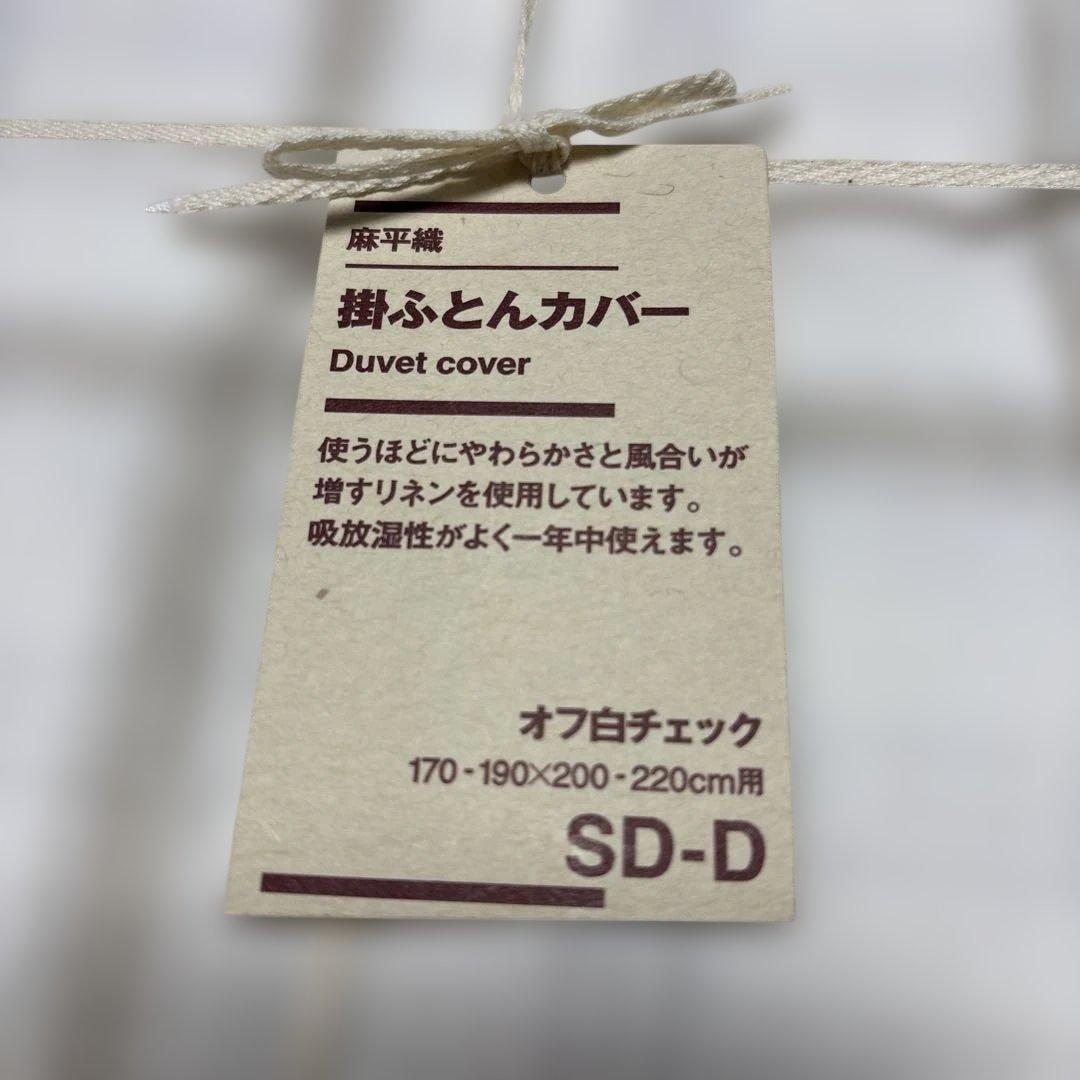 麻平織
掛ふとんカバー
Duvet cover
使うほどにやわらかさと風合いが
増すリネンを使用しています。
吸放湿性がよく一年中使えます。
オフ白チェック
170-190×200-220cm用
SD-D